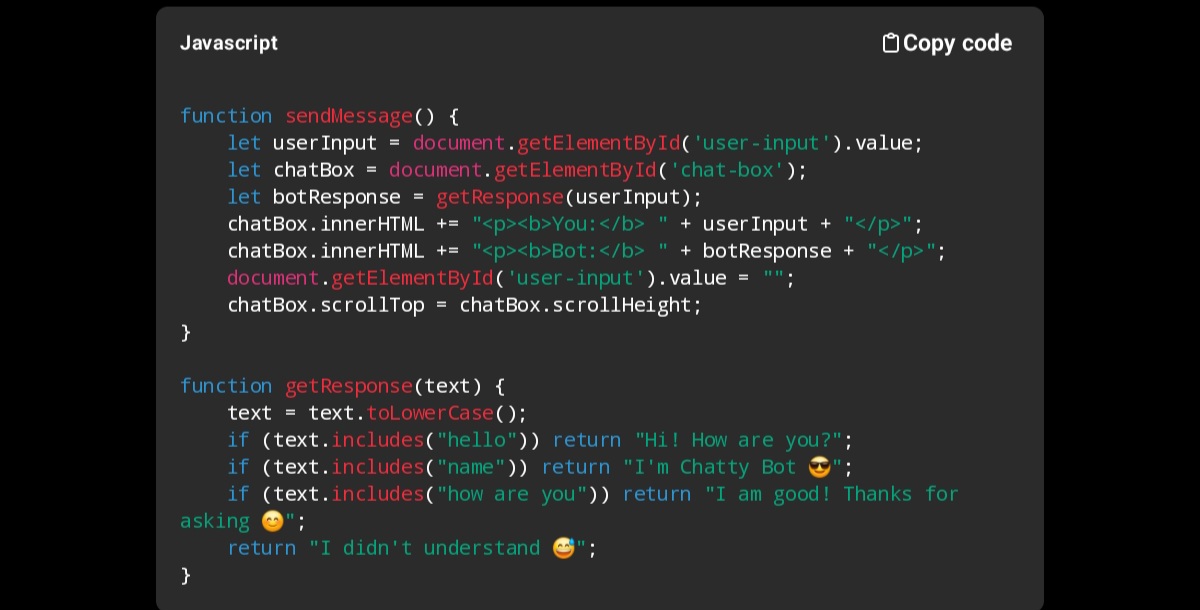 Javascript
Copy code
function sendMessage() {
    let userInput = document.getElementById('user-input').value;
    let chatBox = document.getElementById('chat-box');
    let botResponse = getResponse(userInput);
    chatBox.innerHTML += "<p><b>You:</b> " + userInput + "</p>";
    chatBox.innerHTML += "<p><b>Bot:</b> " + botResponse + "</p>";
    document.getElementById('user-input').value = "";
    chatBox.scrollTop = chatBox.scrollHeight;
}

function getResponse(text) {
    text = text.toLowerCase();
    if (text.includes("hello")) return "Hi! How are you?";
    if (text.includes("name")) return "I'm Chatty Bot 😎";
    if (text.includes("how are you")) return "I am good! Thanks for
asking 😊";
    return "I didn't understand 😅";
}